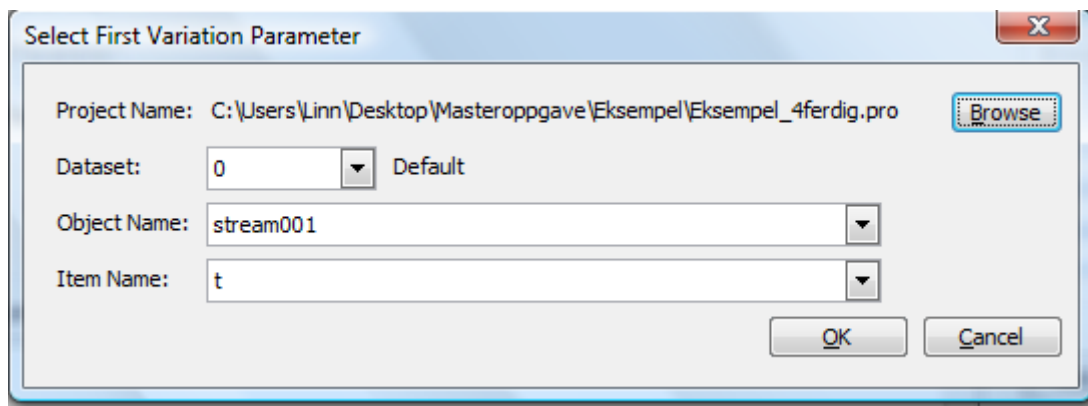 Select First Variation Parameter
Project Name: C:\Users\Linn\Desktop\Masteroppgave\Eksempel\Eksempel_4ferdig.pro Browse
Dataset: 0 Default
Object Name: stream001
Item Name: t
OK Cancel